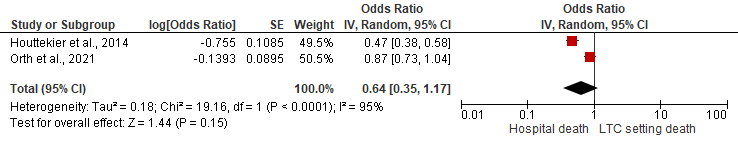 Odds Ratio Odds Ratio
Study or Subgroup log[Odds Ratio] SE Weight IV, Random, 95% CI IV, Random, 95% CI
Houttekier et al., 2014 -0.755 0.1085 49.5% 0.47 [0.38, 0.58]
Orth et al., 2021 -0.1393 0.0895 50.5% 0.87 [0.73, 1.04]
Total (95% CI) 100.0% 0.64 [0.35, 1.17]
Heterogeneity: Tau² = 0.18; Chi² = 19.16, df = 1 (P < 0.0001); I² = 95%
Test for overall effect: Z = 1.44 (P = 0.15)
0.01 0.1 1 10 100
Hospital death LTC setting death